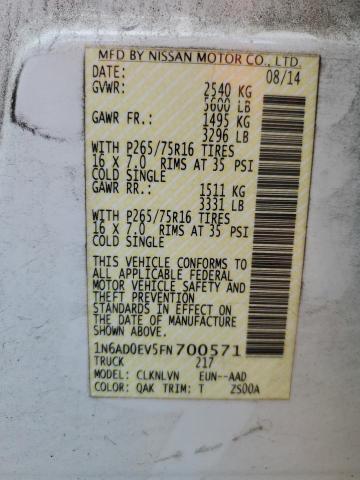 MFD BY NISSAN MOTOR CO., LTD.
DATE: 08/14
GVWR: 2540 KG
5600 LB
GAWR FR.: 1495 KG
3296 LB
WITH P265/75R16 TIRES
16 X 7.0 RIMS AT 35 PSI
COLD SINGLE
GAWR RR.: 1511 KG
3331 LB
WITH P265/75R16 TIRES
16 X 7.0 RIMS AT 35 PSI
COLD SINGLE
THIS VEHICLE CONFORMS TO
ALL APPLICABLE FEDERAL
MOTOR VEHICLE SAFETY AND
THEFT PREVENTION
STANDARDS IN EFFECT ON
THE DATE OF MANUFACTURE
SHOWN ABOVE.
1N6AD0EV5FN700571
TRUCK 217
MODEL: CLKNLVN EUN--AAD
COLOR: QAK TRIM: T ZS00A